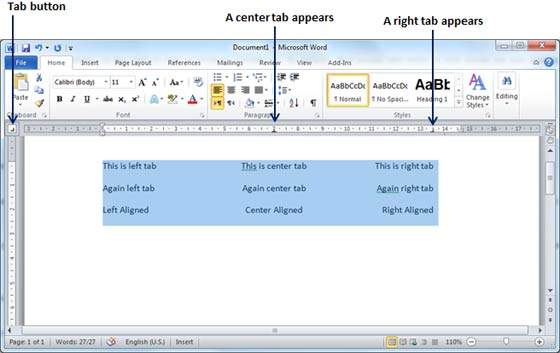 Tab button
A center tab appears
A right tab appears
Document1 - Microsoft Word
File Home Insert Page Layout References Mailings Review View Add-Ins
Calibri (Body) 11
AaBbCcDc AaBbCcDc AaBb
Paste
¶ Normal ¶ No Spaci... Heading 1
Change Styles
Editing
Clipboard Font Paragraph Styles
This is left tab This is center tab This is right tab
Again left tab Again center tab Again right tab
Left Aligned Center Aligned Right Aligned
Page: 1 of 1 Words: 27/27 English (U.S.) Insert 110%